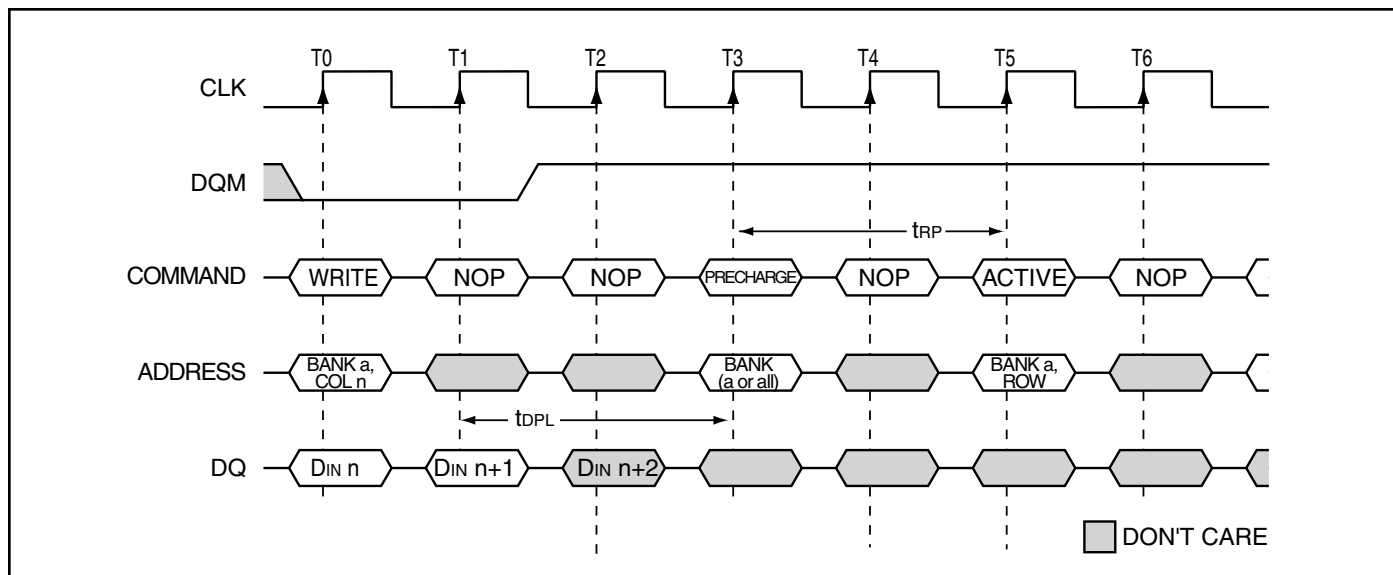 T0 T1 T2 T3 T4 T5 T6
CLK
DQM
tRP
COMMAND WRITE NOP NOP PRECHARGE NOP ACTIVE NOP
ADDRESS BANK a, COL n BANK (a or all) BANK a, ROW
tDPL
DQ DIN n DIN n+1 DIN n+2
DON'T CARE